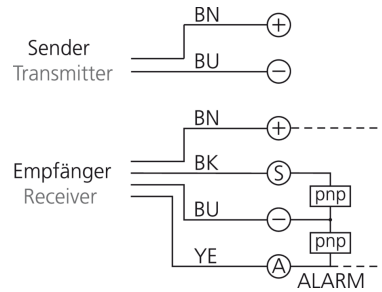 BN
+
Sender
Transmitter
BU
−
BN
+
Empfänger
Receiver
BK
S
pnp
BU
−
pnp
YE
A
ALARM